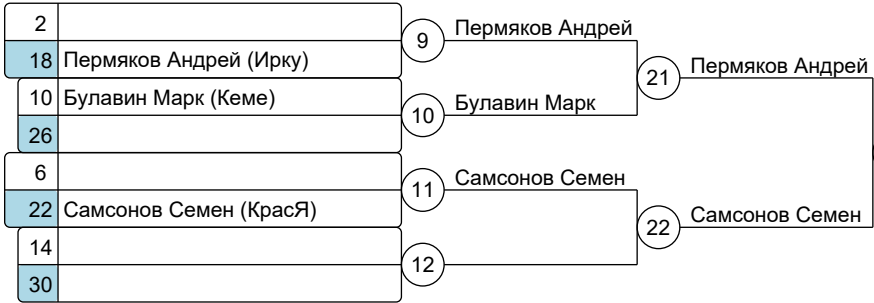 2
18 Пермяков Андрей (Ирку)
10 Булавин Марк (Кеме)
26
6
22 Самсонов Семен (КрасЯ)
14
30
9 Пермяков Андрей
10 Булавин Марк
11 Самсонов Семен
12
21 Пермяков Андрей
22 Самсонов Семен